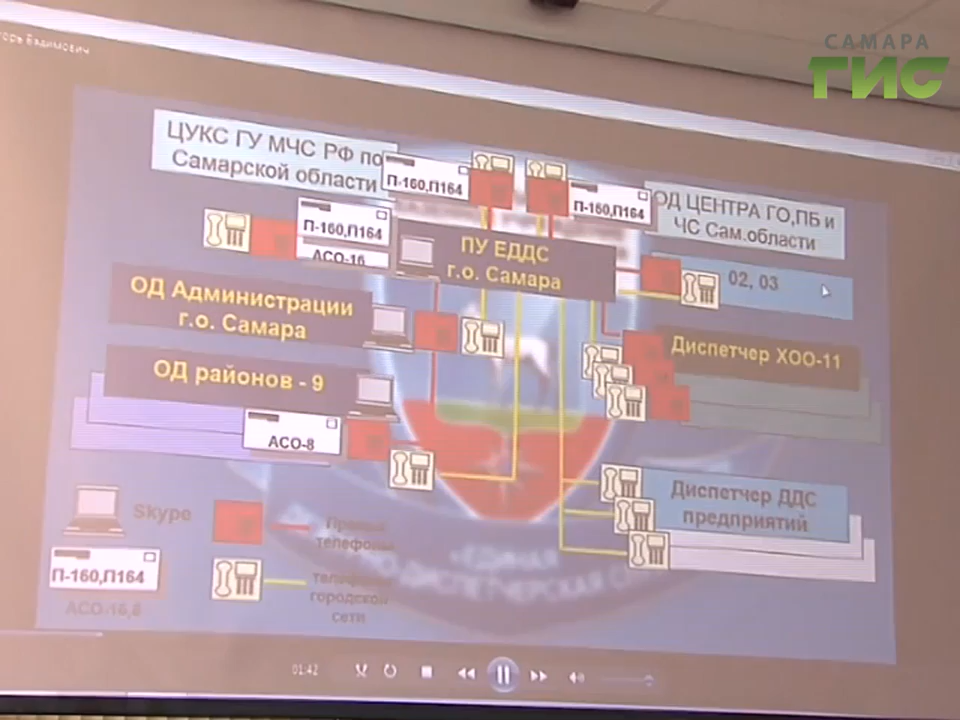 САМАРА
ГИС
ЦУКС ГУ МЧС РФ по
Самарской области
П-160,П164
П-160,П164
ОД ЦЕНТРА ГО,ПБ и
ЧС Сам.области
П-160,П164
АСО-16
ПУ ЕДДС
г.о. Самара
02, 03
ОД Администрации
г.о. Самара
Диспетчер ХОО-11
ОД районов - 9
АСО-8
Диспетчер ДДС
предприятий
Skype
Прямые
телефоны
П-160,П164
АСО-16,8
телефоны
городской
сети
«ЕДИНАЯ
01:42